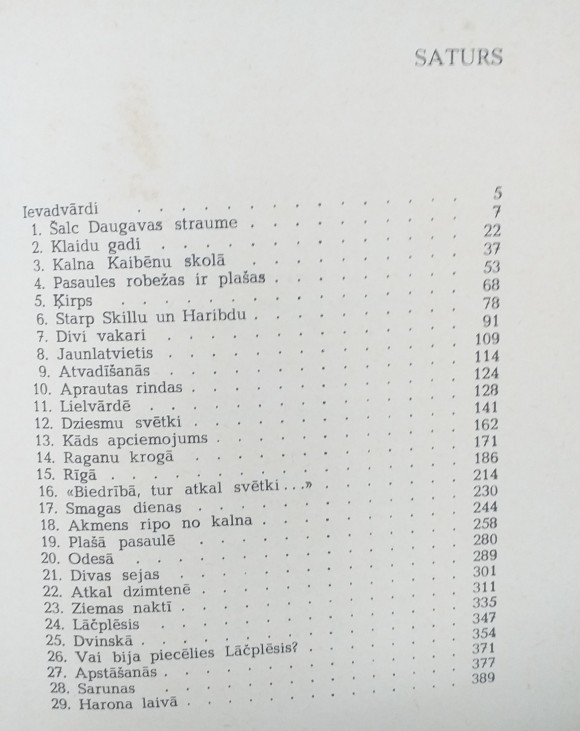 SATURS
Ievadvārdi . . . . . . . . . . . . 5
1. Šalc Daugavas straume . . . . . . . . 7
2. Klaidu gadi . . . . . . . . . . . 22
3. Kalna Kaibēnu skolā . . . . . . . . 37
4. Pasaules robežas ir plašas . . . . . . . 53
5. Ķirps . . . . . . . . . . . . 68
6. Starp Skillu un Haribdu . . . . . . . . 78
7. Divi vakari . . . . . . . . . . . 91
8. Jaunlatvietis . . . . . . . . . . 109
9. Atvadīšanās . . . . . . . . . . 114
10. Aprautas rindas . . . . . . . . . . 124
11. Lielvārdē . . . . . . . . . . . 128
12. Dziesmu svētki . . . . . . . . . . 141
13. Kāds apciemojums . . . . . . . . . 162
14. Raganu krogā . . . . . . . . . . 171
15. Rīgā . . . . . . . . . . . . 186
16. «Biedrībā, tur atkal svētki...» . . . . . . 214
17. Smagas dienas . . . . . . . . . . 230
18. Akmens ripo no kalna . . . . . . . . 244
19. Plašā pasaulē . . . . . . . . . . 258
20. Odesā . . . . . . . . . . . . 280
21. Divas sejas . . . . . . . . . . . 289
22. Atkal dzimtenē . . . . . . . . . . 301
23. Ziemas naktī . . . . . . . . . . 311
24. Lāčplēsis . . . . . . . . . . . 335
25. Dvinskā . . . . . . . . . . . . 347
26. Vai bija piecēlies Lāčplēsis? . . . . . . . 354
27. Apstāšanās . . . . . . . . . . . 371
28. Sarunas . . . . . . . . . . . 377
29. Harona laivā . . . . . . . . . . 389